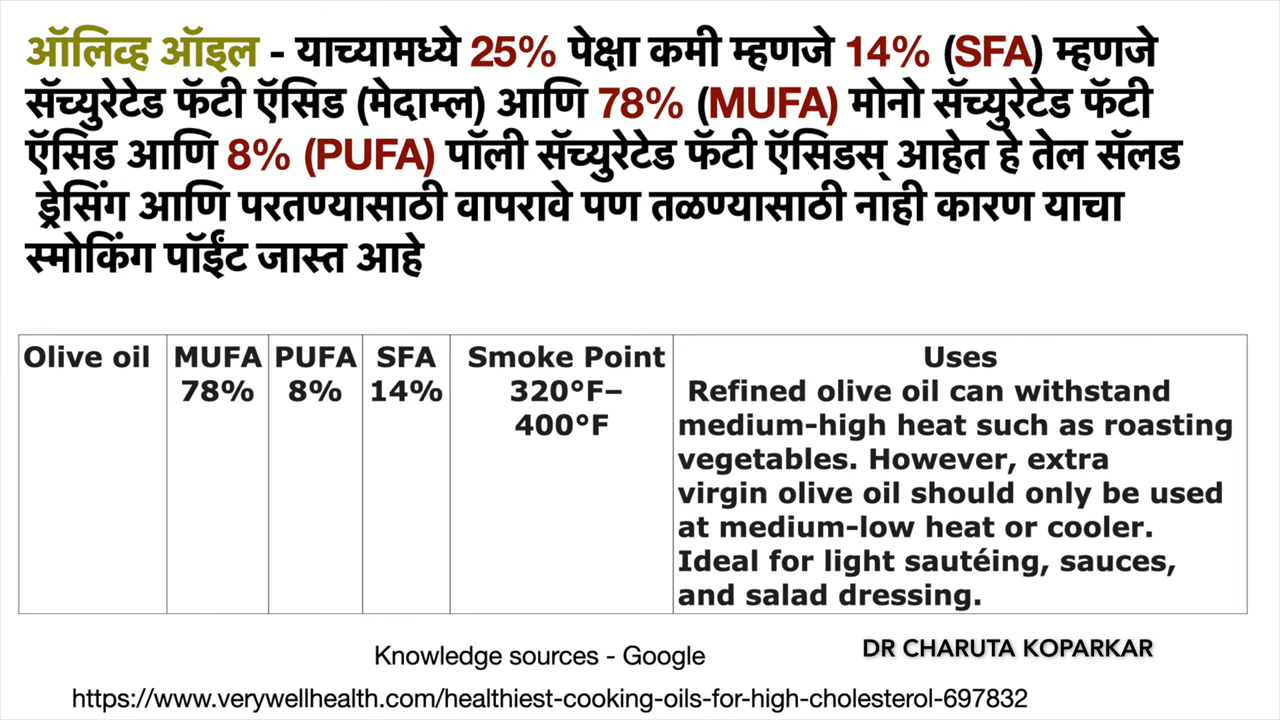 ऑलिव्ह ऑइल - याच्यामध्ये 25% पेक्षा कमी म्हणजे 14% (SFA) म्हणजे
सॅच्युरेटेड फॅटी ऍसिड (मेदाम्ल) आणि 78% (MUFA) मोनो सॅच्युरेटेड फॅटी
ऍसिड आणि 8% (PUFA) पॉली सॅच्युरेटेड फॅटी ऍसिडस् आहेत हे तेल सॅलड
ड्रेसिंग आणि परतण्यासाठी वापरावे पण तळण्यासाठी नाही कारण याचा
स्मोकिंग पॉईंट जास्त आहे
Olive oil MUFA PUFA SFA Smoke Point Uses
78% 8% 14% 320°F– Refined olive oil can withstand
400°F medium-high heat such as roasting
vegetables. However, extra
virgin olive oil should only be used
at medium-low heat or cooler.
Ideal for light sautéing, sauces,
and salad dressing.
Knowledge sources - Google
DR CHARUTA KOPARKAR
https://www.verywellhealth.com/healthiest-cooking-oils-for-high-cholesterol-697832